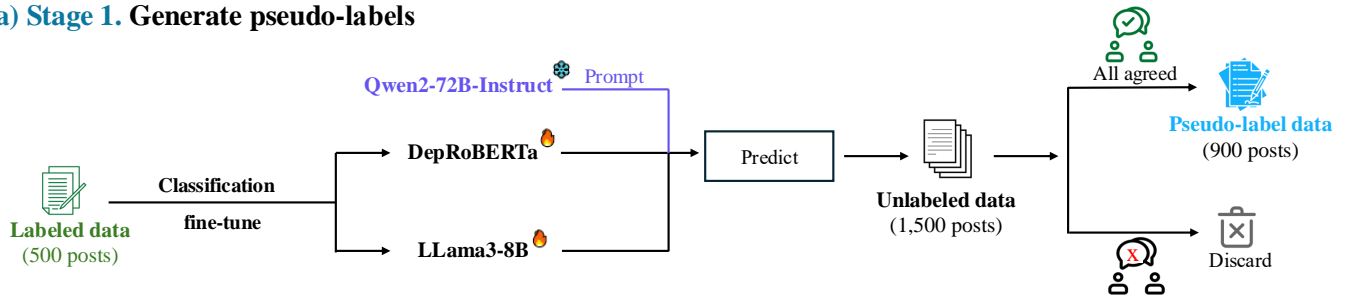 a) Stage 1. Generate pseudo-labels
Qwen2-72B-Instruct
Prompt
All agreed
DepRoBERTa
Predict
Pseudo-label data
(900 posts)
Classification
fine-tune
Labeled data
(500 posts)
Unlabeled data
(1,500 posts)
LLama3-8B
X
Discard